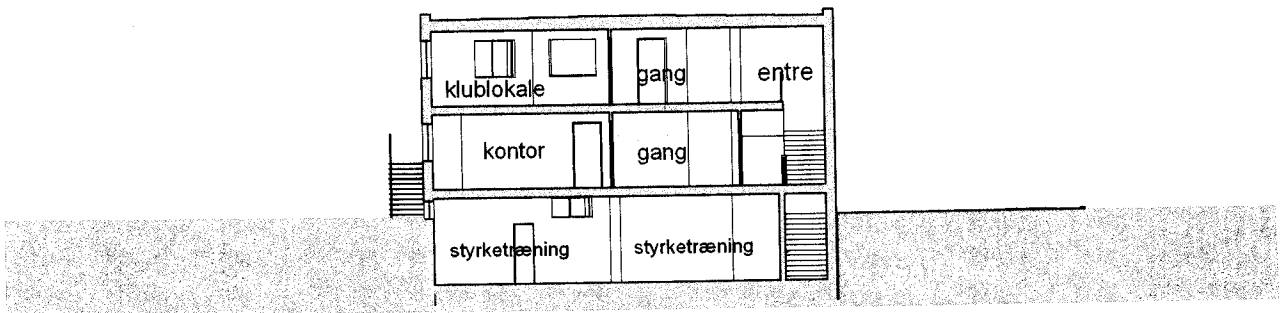 klublokale
gang
entre
kontor
gang
styrketræning
styrketræning